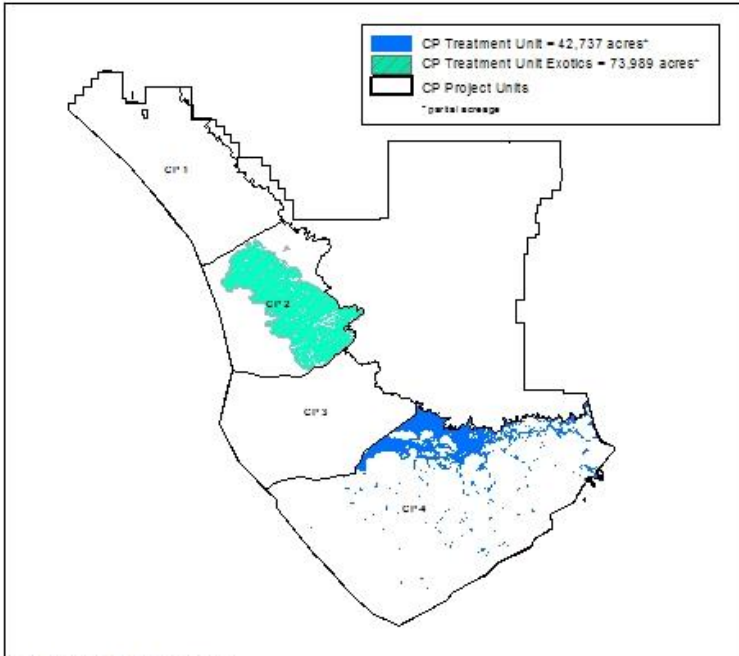 CP Treatment Unit = 42,737 acres*
CP Treatment Unit Exotics = 73,989 acres*
CP Project Units
* partial acreage
CP 1
CP 2
CP 3
CP 4